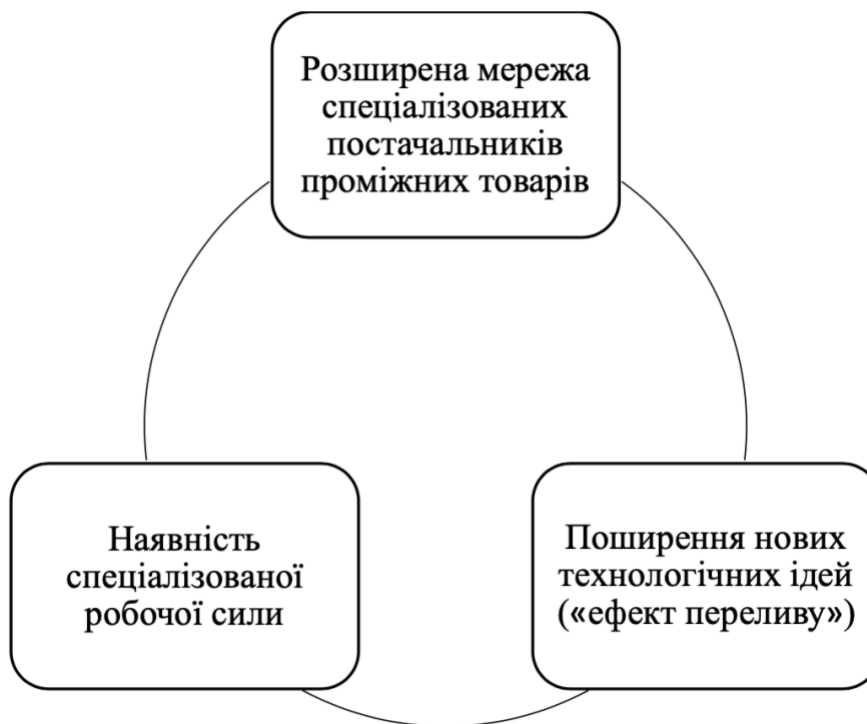 Розширена мережа
спеціалізованих
постачальників
проміжних товарів
Наявність
спеціалізованої
робочої сили
Поширення нових
технологічних ідей
(«ефект переливу»)